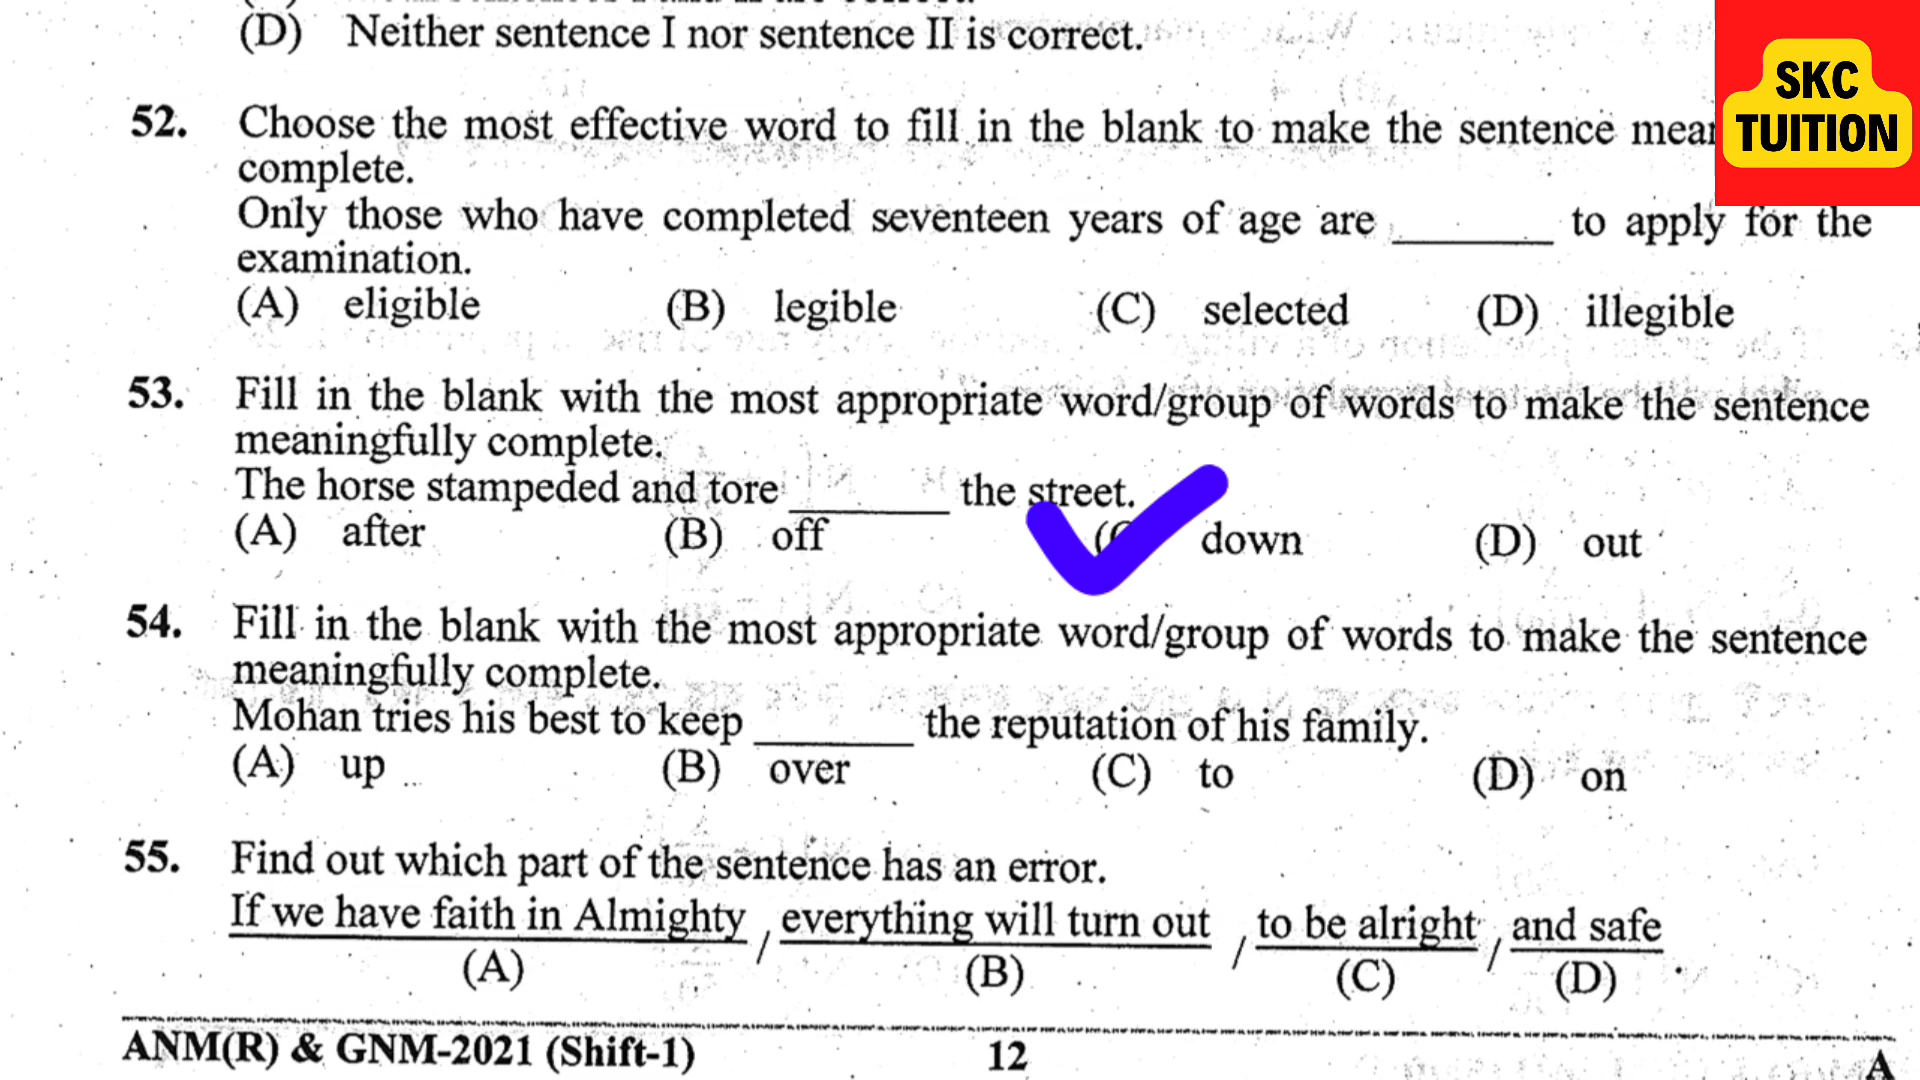 (D) Neither sentence I nor sentence II is correct.
SKC
TUITION
52. Choose the most effective word to fill in the blank to make the sentence
complete.
Only those who have completed seventeen years of age are ________ to apply for the
examination.
(A) eligible (B) legible (C) selected (D) illegible
53. Fill in the blank with the most appropriate word/group of words to make the sentence
meaningfully complete.
The horse stampeded and tore ________ the street.
(A) after (B) off down (D) out
54. Fill in the blank with the most appropriate word/group of words to make the sentence
meaningfully complete.
Mohan tries his best to keep ________ the reputation of his family.
(A) up (B) over (C) to (D) on
55. Find out which part of the sentence has an error.
If we have faith in Almighty / everything will turn out / to be alright / and safe
(A) (B) (C) (D)
ANM(R) & GNM-2021 (Shift-1) 12 A